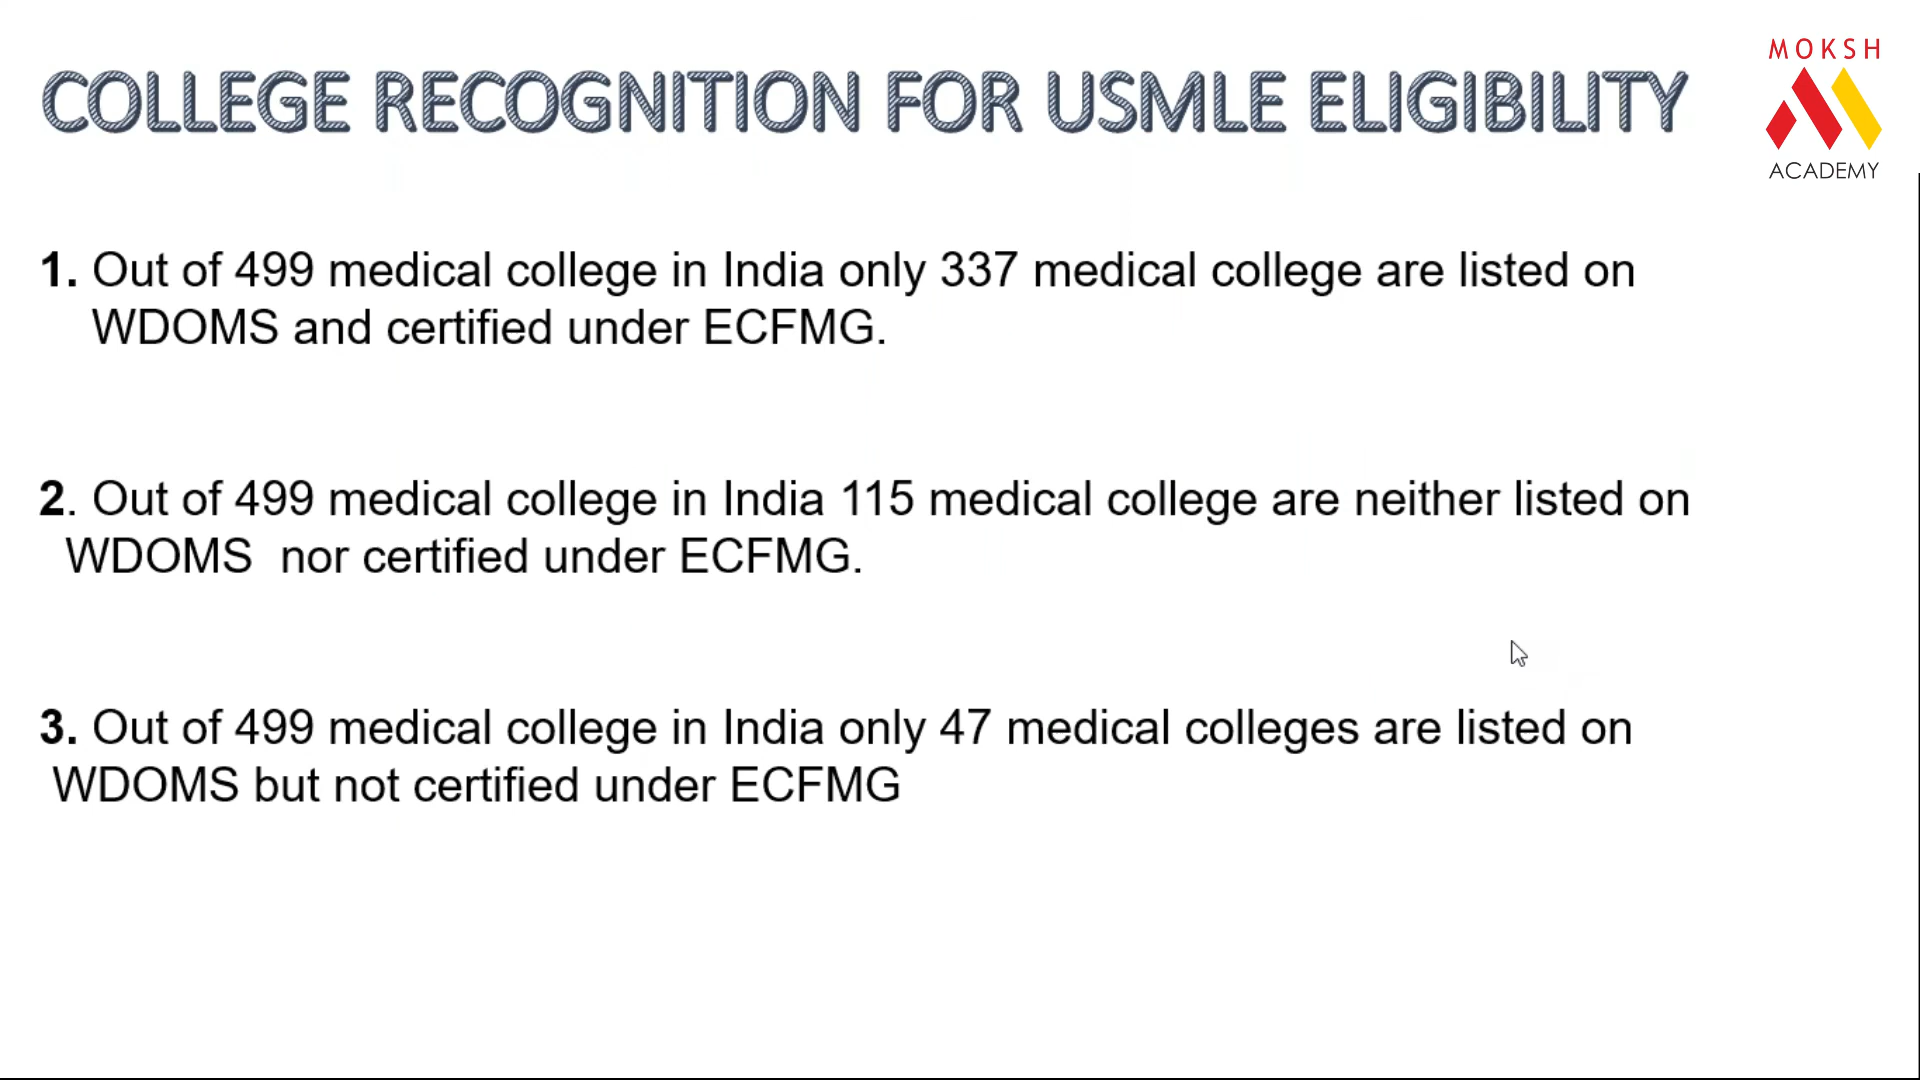 COLLEGE RECOGNITION FOR USMLE ELIGIBILITY
MOKSH
ACADEMY
1. Out of 499 medical college in India only 337 medical college are listed on
WDOMS and certified under ECFMG.
2. Out of 499 medical college in India 115 medical college are neither listed on
WDOMS nor certified under ECFMG.
3. Out of 499 medical college in India only 47 medical colleges are listed on
WDOMS but not certified under ECFMG